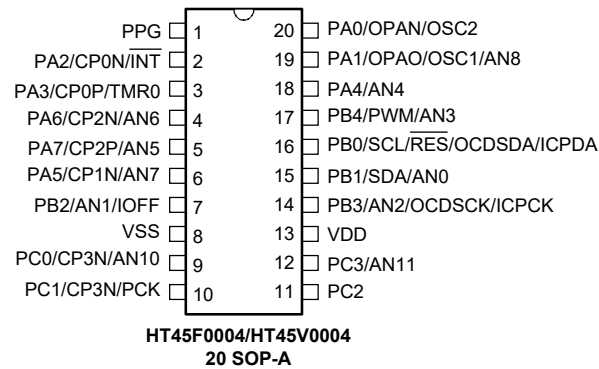 PPG 1 20 PA0/OPAN/OSC2
PA2/CP0N/INT 2 19 PA1/OPAO/OSC1/AN8
PA3/CP0P/TMR0 3 18 PA4/AN4
PA6/CP2N/AN6 4 17 PB4/PWM/AN3
PA7/CP2P/AN5 5 16 PB0/SCL/RES/OCDSDA/ICPDA
PA5/CP1N/AN7 6 15 PB1/SDA/AN0
PB2/AN1/IOFF 7 14 PB3/AN2/OCDSCK/ICPCK
VSS 8 13 VDD
PC0/CP3N/AN10 9 12 PC3/AN11
PC1/CP3N/PCK 10 11 PC2
HT45F0004/HT45V0004
20 SOP-A